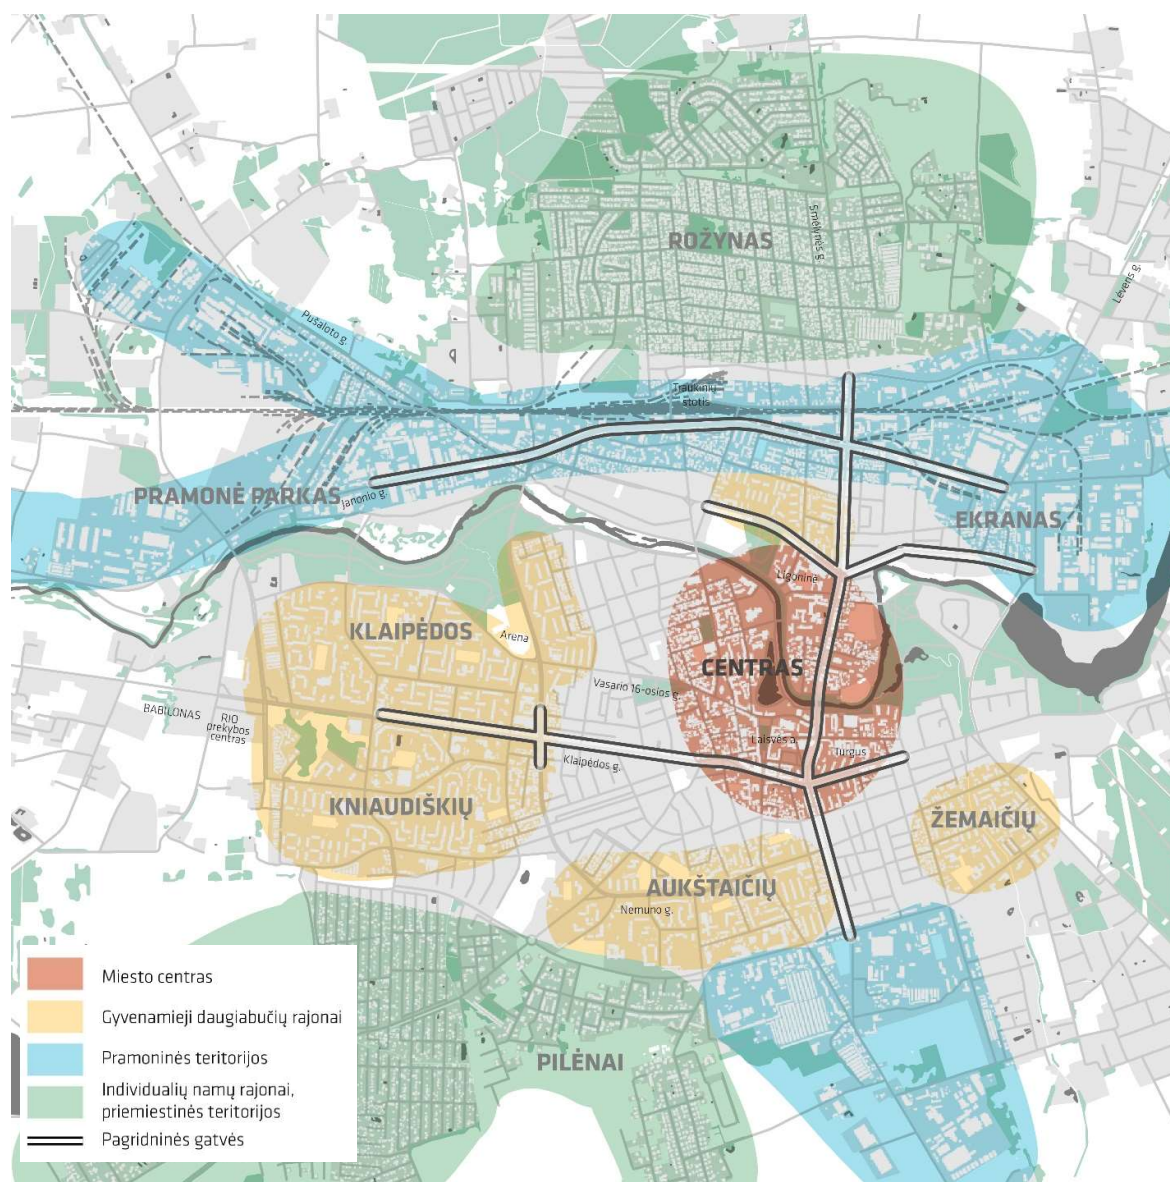 ROŽYNAS
Smėlynės g.
Lėvens g.
Pušaloto g.
Traukinių
stotis
PRAMONĖ PARKAS
Janonio g.
EKRANAS
Ligoninė
KLAIPĖDOS
Arena
CENTRAS
Vasario 16-osios g.
BABILONAS
RIO
prekybos
centras
Laisvės a.
Turgus
Klaipėdos g.
KNIAUDIŠKIŲ
ŽEMAIČIŲ
AUKŠTAIČIŲ
Nemuno g.
PILĖNAI
Miesto centras
Gyvenamieji daugiabučių rajonai
Pramoninės teritorijos
Individualių namų rajonai,
priemiestinės teritorijos
Pagridninės gatvės